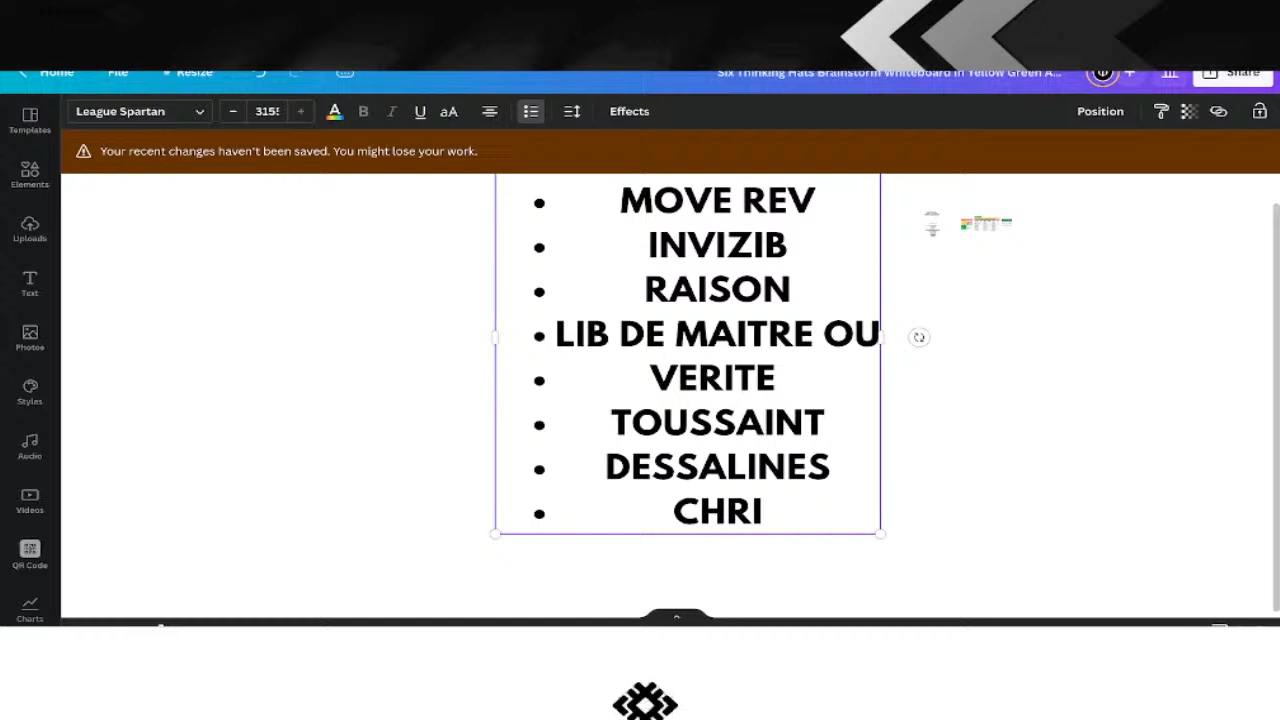 Home File Resize Six Thinking Hats Brainstorm Whiteboard in Yellow Green A... Share
League Spartan − 315 + A B I U aA Effects Position
Your recent changes haven't been saved. You might lose your work.
Templates
Elements
Uploads
Text
Photos
Styles
Audio
Videos
QR Code
Charts
• MOVE REV
• INVIZIB
• RAISON
• LIB DE MAITRE OU
• VERITE
• TOUSSAINT
• DESSALINES
• CHRI